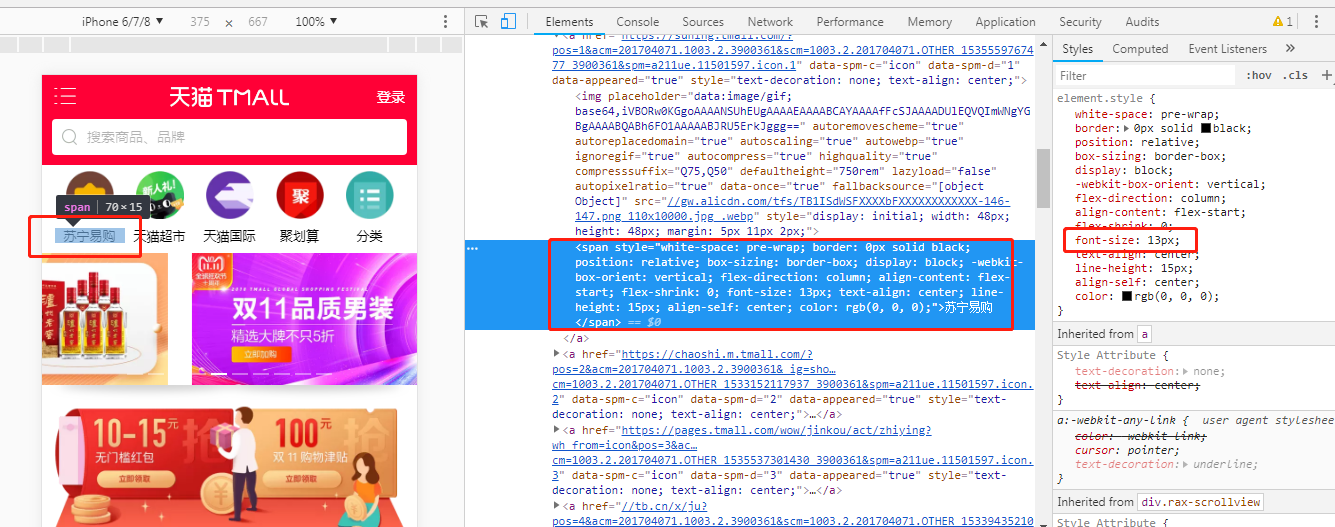 iPhone 6/7/8 ▼ 375 × 667 100% ▼
Elements Console Sources Network Performance Memory Application Security Audits 1
天猫 TMALL 登录
搜索商品、品牌
span 70×15
苏宁易购 天猫超市 天猫国际 聚划算 分类
新人礼!
聚
11.11
全球狂欢节
十周年
双11品质男装
精选大牌不只5折
立即加购
10-15元
无门槛红包
立即领取
抢
100元
双 11 购物津贴
立即领取
抢
<a href="https://suning.tmall.com/?
pos=1&acm=201704071.1003.2.3900361&scm=1003.2.201704071.OTHER_15355597674
77_3900361&spm=a211ue.11501597.icon.1" data-spm-c="icon" data-spm-d="1"
data-appeared="true" style="text-decoration: none; text-align: center;">
<img placeholder="data:image/gif;
autoremovescheme="true"
autoreplacedomain="true" autoscaling="true" autowebp="true"
ignoregif="true" autocompress="true" highquality="true"
compresssuffix="Q75,Q50" defaultheight="750rem" lazyload="false"
autopixelratio="true" data-once="true" fallbacksource="[object
Object]" src="//gw.alicdn.com/tfs/TB1ISdWSFXXXXbFXXXXXXXXXXXX-146-
147.png_110x10000.jpg_.webp" style="display: initial; width: 48px;
height: 48px; margin: 5px 11px 2px;">
<span style="white-space: pre-wrap; border: 0px solid black;
position: relative; box-sizing: border-box; display: block; -webkit-
box-orient: vertical; flex-direction: column; align-content: flex-
start; flex-shrink: 0; font-size: 13px; text-align: center; line-
height: 15px; align-self: center; color: rgb(0, 0, 0);">苏宁易购
</span> == $0
</a>
<a href="https://chaoshi.m.tmall.com/?
pos=2&acm=201704071.1003.2.3900361&_ig=sho…
cm=1003.2.201704071.OTHER_1533152117937_3900361&spm=a211ue.11501597.icon.
2" data-spm-c="icon" data-spm-d="2" data-appeared="true" style="text-
decoration: none; text-align: center;">…</a>
<a href="https://pages.tmall.com/wow/jinkou/act/zhiying?
wh_from=icon&pos=3&ac…
cm=1003.2.201704071.OTHER_1535537301430_3900361&spm=a211ue.11501597.icon.
3" data-spm-c="icon" data-spm-d="3" data-appeared="true" style="text-
decoration: none; text-align: center;">…</a>
<a href="//tb.cn/x/ju?
pos=4&acm=201704071.1003.2.3900361&scm=1003.2.201704071.OTHER_15339435210
Styles Computed Event Listeners »
Filter :hov .cls +
element.style {
white-space: pre-wrap;
border: 0px solid black;
position: relative;
box-sizing: border-box;
display: block;
-webkit-box-orient: vertical;
flex-direction: column;
align-content: flex-start;
flex-shrink: 0;
font-size: 13px;
text-align: center;
line-height: 15px;
align-self: center;
color: rgb(0, 0, 0);
}
Inherited from a
Style Attribute {
text-decoration: none;
text-align: center;
}
a:-webkit-any-link { user agent styleshee
color: -webkit-link;
cursor: pointer;
text-decoration: underline;
}
Inherited from div.rax-scrollview
Style Attribute {